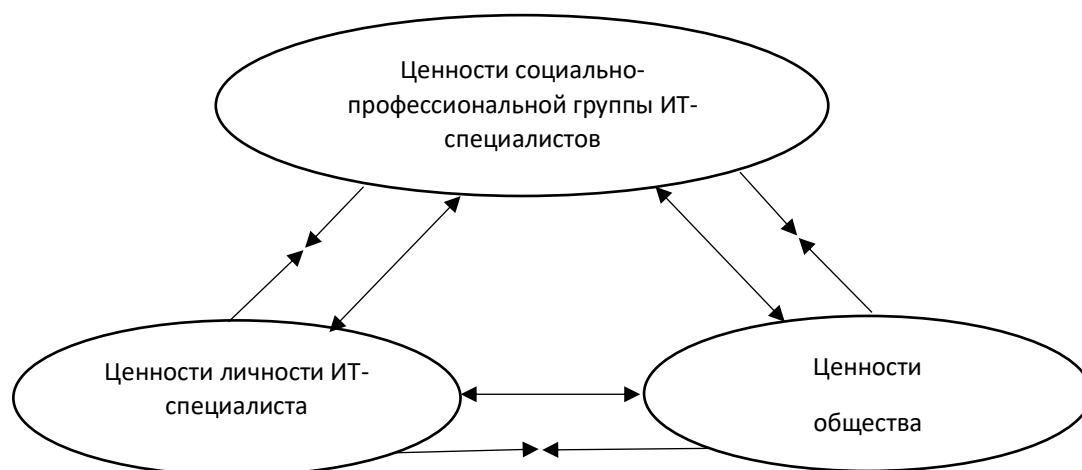 Ценности социально-
профессиональной группы ИТ-
специалистов
Ценности личности ИТ-
специалиста
Ценности
общества